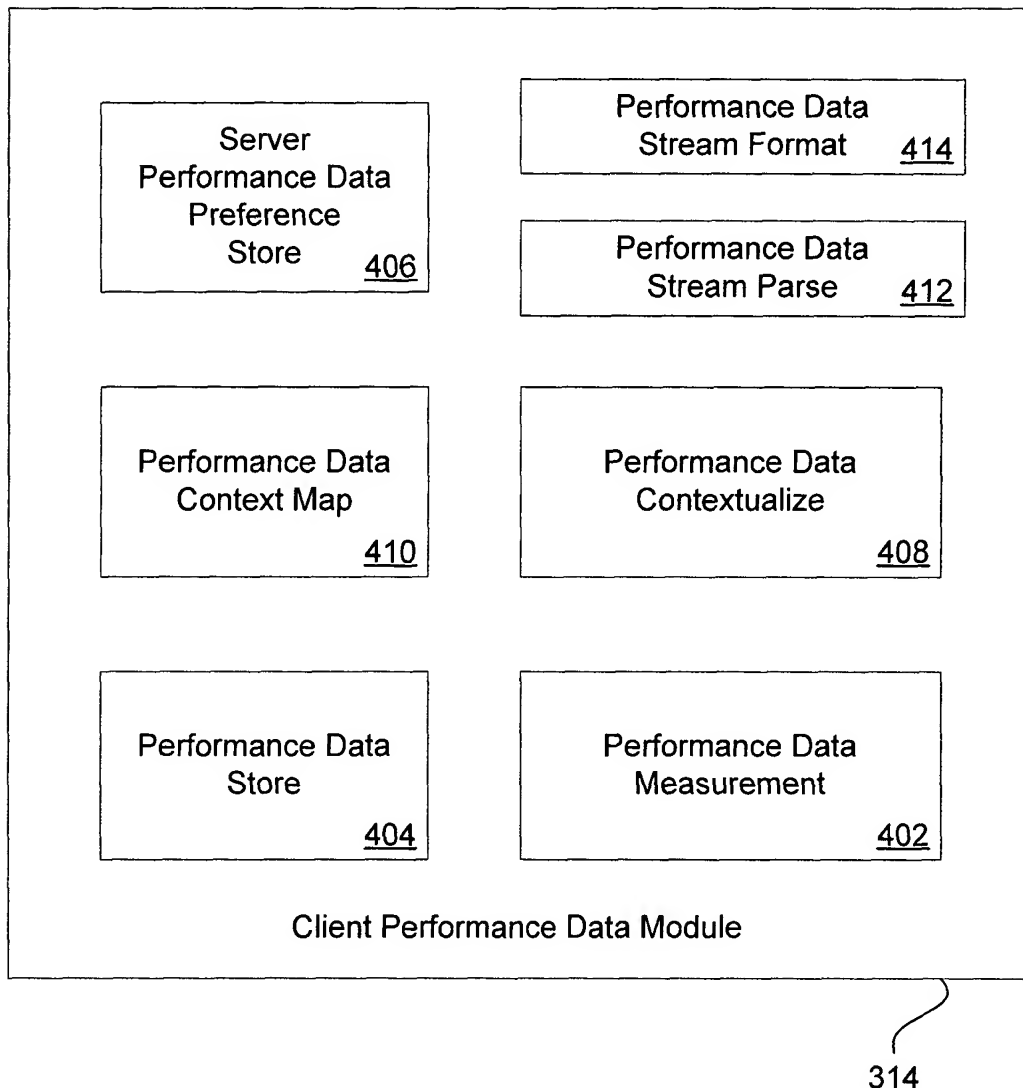 Server
Performance Data
Preference
Store
406
Performance Data
Stream Format
414
Performance Data
Stream Parse
412
Performance Data
Context Map
410
Performance Data
Contextualize
408
Performance Data
Store
404
Performance Data
Measurement
402
Client Performance Data Module
314